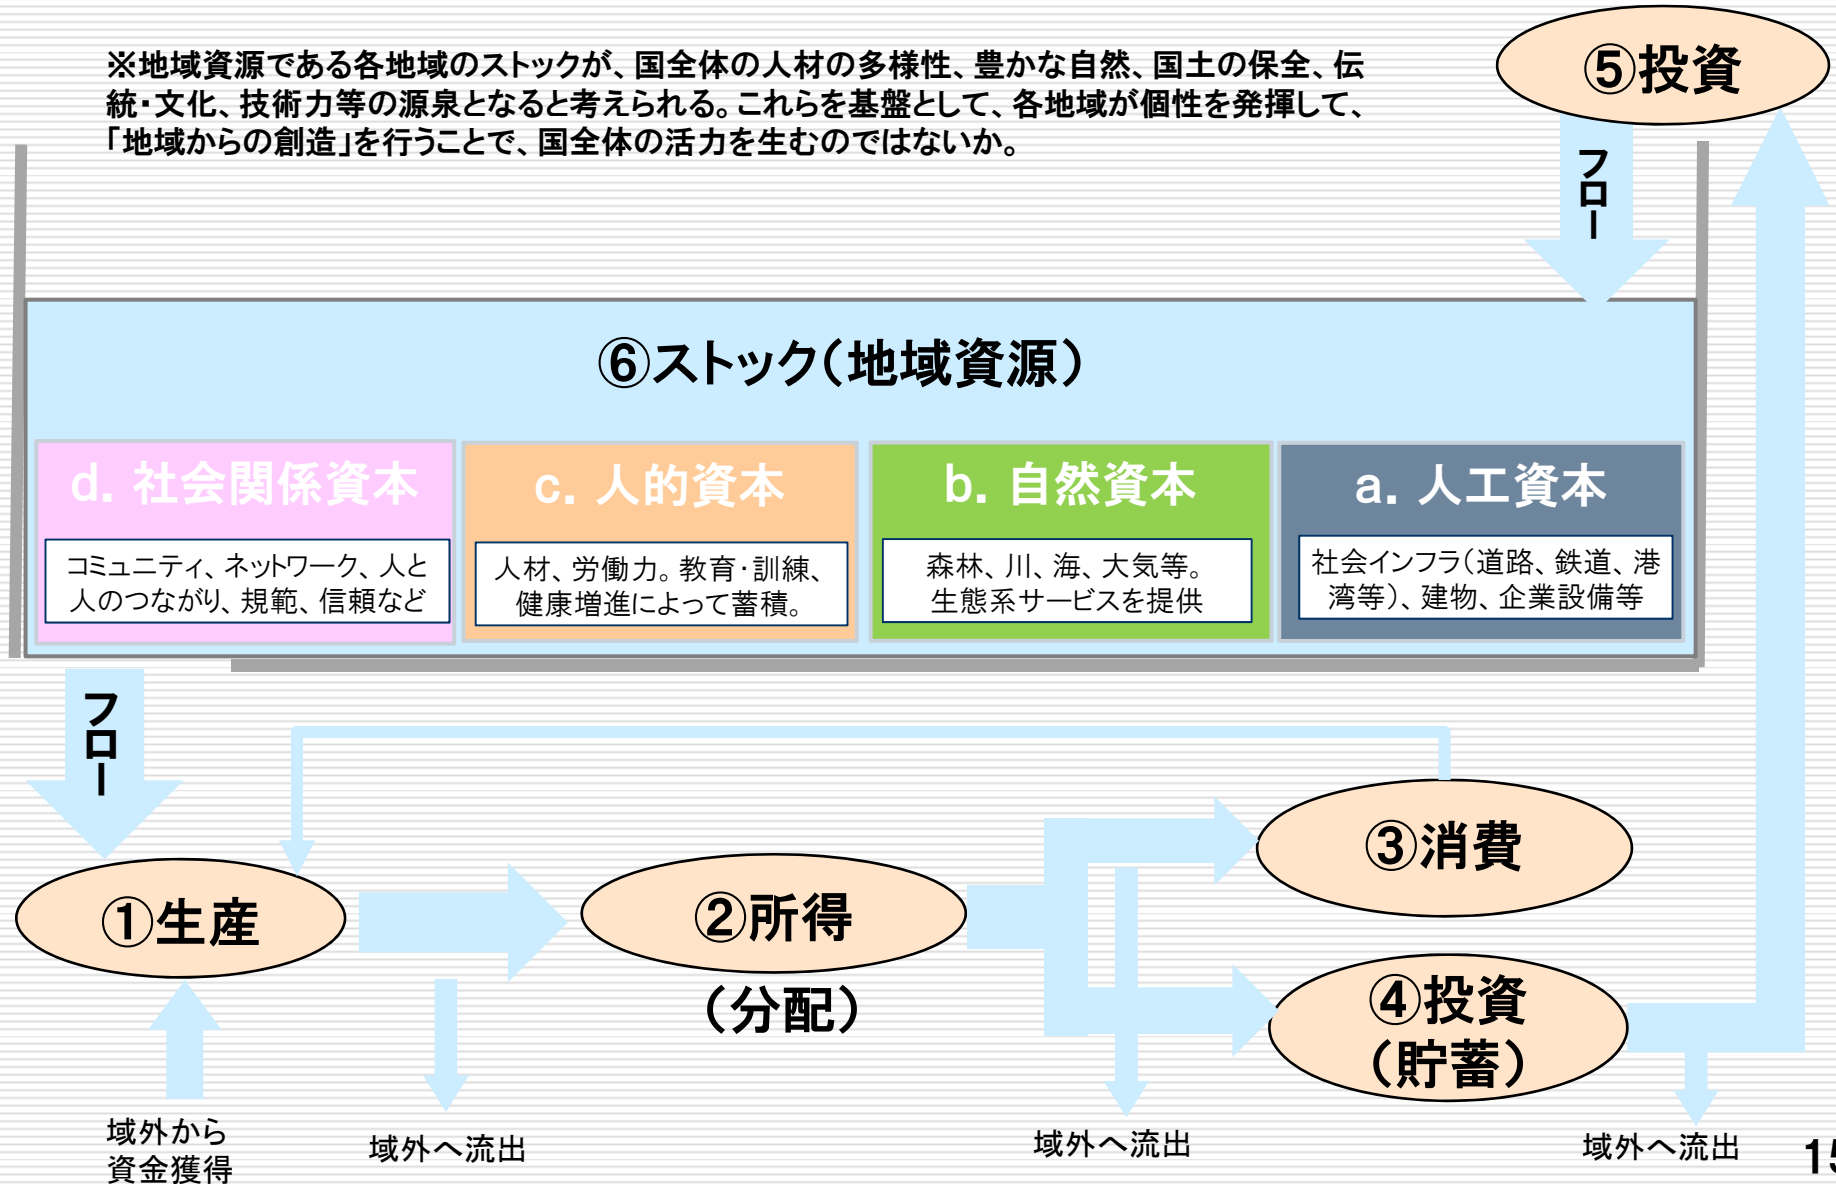 ※地域資源である各地域のストックが、国全体の人材の多様性、豊かな自然、国土の保全、伝
統・文化、技術力等の源泉となると考えられる。これらを基盤として、各地域が個性を発揮して、
「地域からの創造」を行うことで、国全体の活力を生むのではないか。
⑤投資
フロー
⑥ストック(地域資源)
d. 社会関係資本
コミュニティ、ネットワーク、人と
人のつながり、規範、信頼など
c. 人的資本
人材、労働力。教育・訓練、
健康増進によって蓄積。
b. 自然資本
森林、川、海、大気等。
生態系サービスを提供
a. 人工資本
社会インフラ(道路、鉄道、港
湾等)、建物、企業設備等
フロー
①生産
②所得
(分配)
③消費
④投資
(貯蓄)
域外から
資金獲得
域外へ流出
域外へ流出
域外へ流出
15